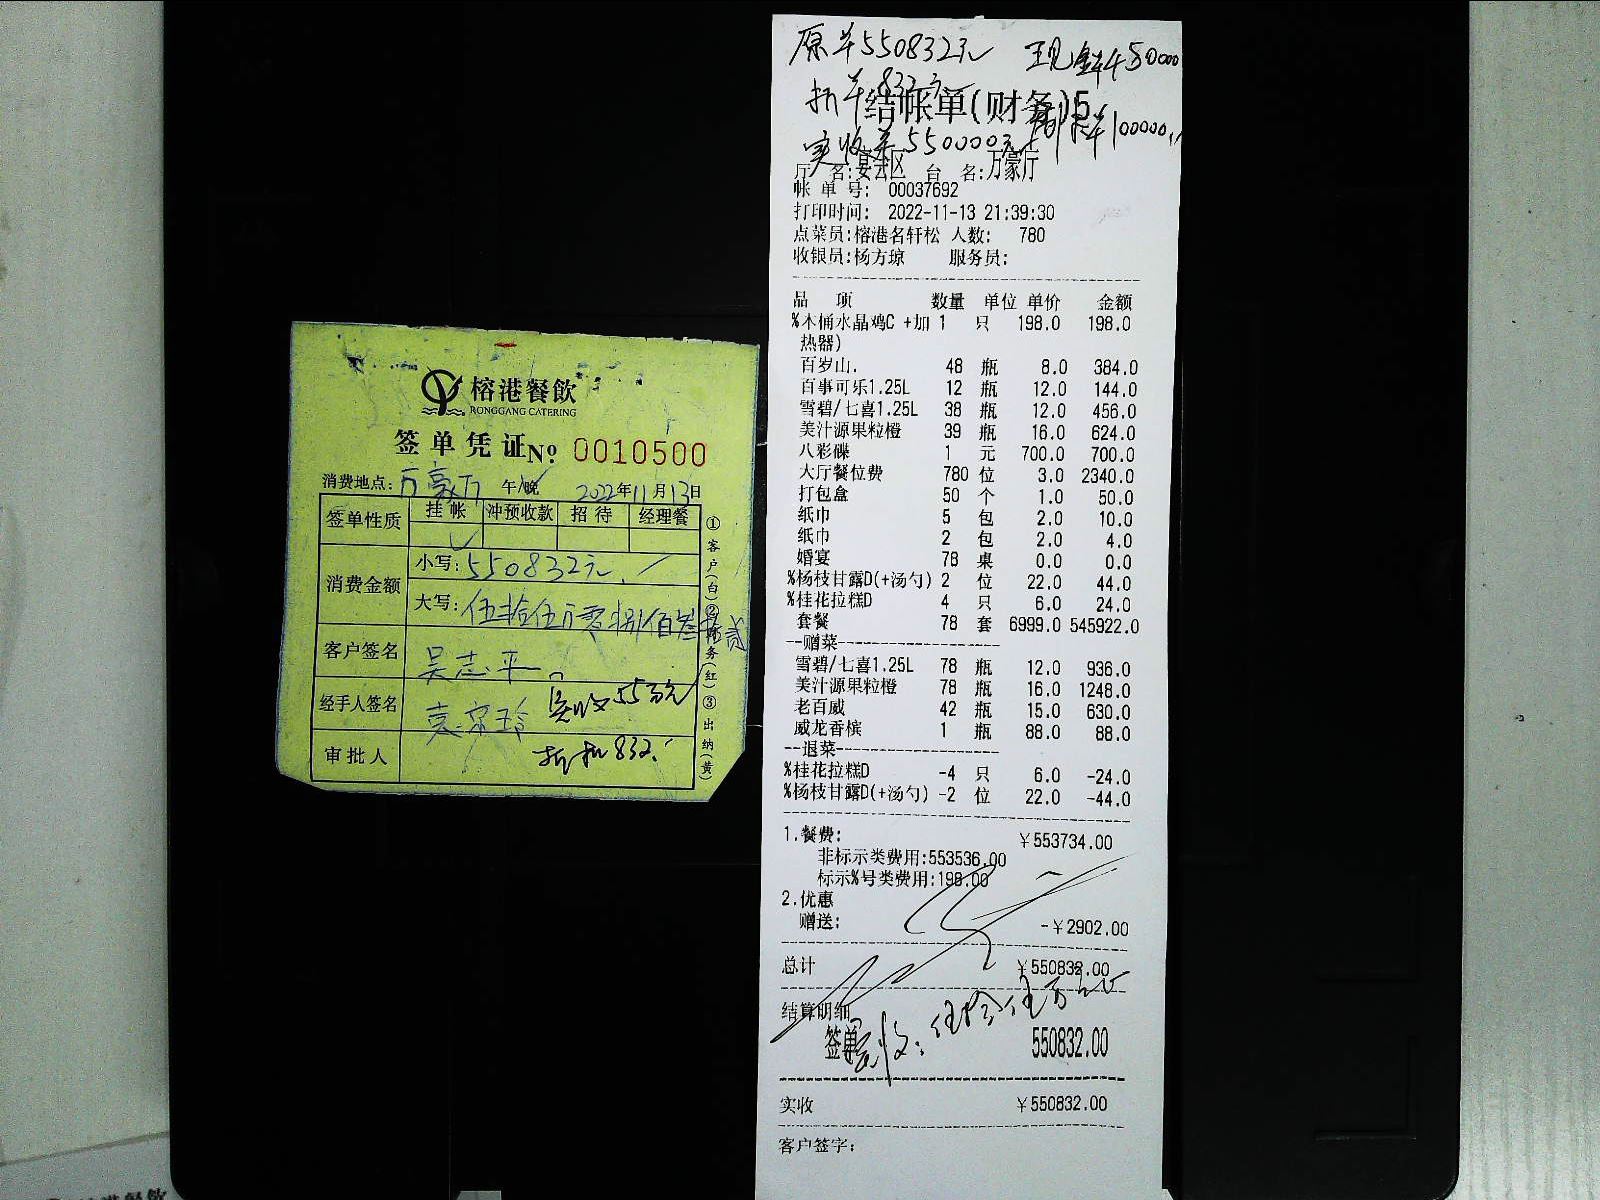 榕港餐飲
RONGGANG CATERING
签单凭证 No 0010500
消费地点: 万豪厅 午/晚 2022年11月13日
签单性质 挂帐 冲预收款 招待 经理餐
消费金额
小写: 550832元
大写: 伍拾伍万零捌佰叁拾贰
客户签名 吴志平
经手人签名
实收55万元
审批人
折扣832.
①客户(白)②财务(红)③出纳(黄)
原单550832元 现金¥450000
折单832元
结帐单(财务)5
实收单550000元 ¥100000
厅 名:宴会区 台 名:万豪厅
帐 单 号: 00037692
打印时间: 2022-11-13 21:39:30
点菜员:榕港名轩松 人数: 780
收银员:杨方琼 服务员:
品 项 数量 单位 单价 金额
%木桶水晶鸡C +加 1 只 198.0 198.0
热器)
百岁山. 48 瓶 8.0 384.0
百事可乐1.25L 12 瓶 12.0 144.0
雪碧/七喜1.25L 38 瓶 12.0 456.0
美汁源果粒橙 39 瓶 16.0 624.0
八彩碟 1 元 700.0 700.0
大厅餐位费 780 位 3.0 2340.0
打包盒 50 个 1.0 50.0
纸巾 5 包 2.0 10.0
纸巾 2 包 2.0 4.0
婚宴 78 桌 0.0 0.0
%杨枝甘露D(+汤勺) 2 位 22.0 44.0
%桂花拉糕D 4 只 6.0 24.0
套餐 78 套 6999.0 545922.0
--赠菜--
雪碧/七喜1.25L 78 瓶 12.0 936.0
美汁源果粒橙 78 瓶 16.0 1248.0
老百威 42 瓶 15.0 630.0
威龙香槟 1 瓶 88.0 88.0
--退菜--
%桂花拉糕D -4 只 6.0 -24.0
%杨枝甘露D(+汤勺) -2 位 22.0 -44.0
1.餐费: ￥553734.00
非标示类费用:553536.00
标示%号类费用:198.00
2.优惠
赠送: -￥2902.00
总计 ￥550832.00
结算明细
签单 550832.00
实收: 伍拾伍万元
实收 ￥550832.00
客户签字: